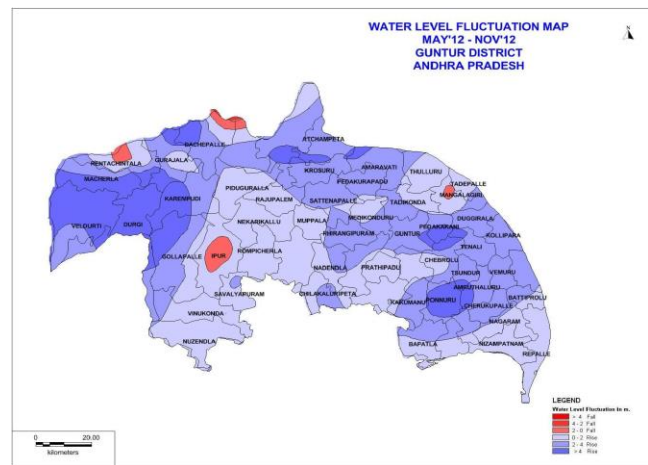 WATER LEVEL FLUCTUATION MAP
MAY'12 - NOV'12
GUNTUR DISTRICT
ANDHRA PRADESH
N
ATCHAMPETA
DACHEPALLE
RENTACHINTALA
GURAJALA
AMARAVATI
KROSURU
THULLURU
MACHERLA
PEDAKURAPADU
TADEPALLE
PIDUGURALLA
MANGALAGIRI
KAREMPUDI
RAJUPALEM
SATTENAPALLE
TADIKONDA
VELDURTI
DURGI
NEKARIKALLU
MUPPALA
MEDIKONDURU
DUGGIRALA
PHIRANGIPURAM
GUNTUR
PEDAKAKANI
KOLLIPARA
TENALI
GOLLAPALLE
IPUR
ROMPICHERLA
NADENDLA
PRATHIPADU
CHEBROLU
TSUNDUR
VEMURU
SAVALYAPURAM
CHILAKALURIPETA
AMRUTHALURU
KAKUMANU
PONNURU
CHERUKUPALLE
BATTIPROLU
VINUKONDA
NAGARAM
NUZENDLA
BAPATLA
NIZAMPATNAM
REPALLE
LEGEND
Water Level Fluctuation in m.
> 4 Fall
4 - 2 Fall
2 - 0 Fall
0 - 2 Rise
2 - 4 Rise
> 4 Rise
0 20.00
kilometers